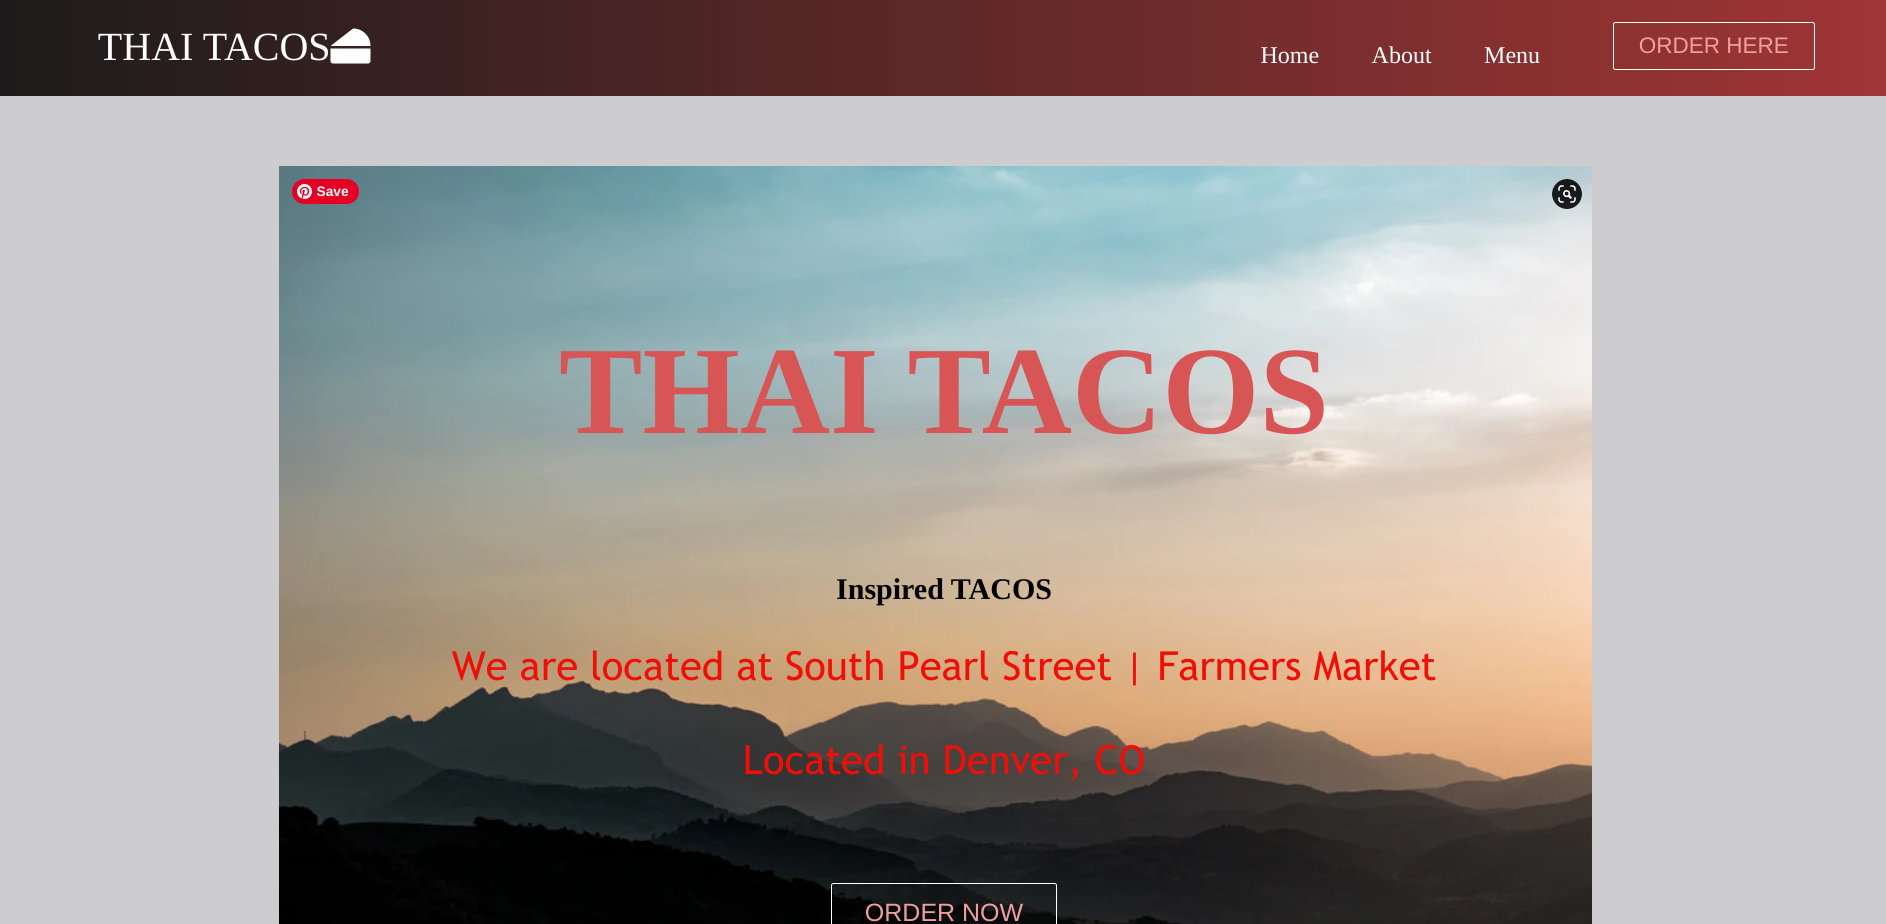 THAI TACOS
Home About Menu ORDER HERE
Save
THAI TACOS
Inspired TACOS
We are located at South Pearl Street | Farmers Market
Located in Denver, CO
ORDER NOW